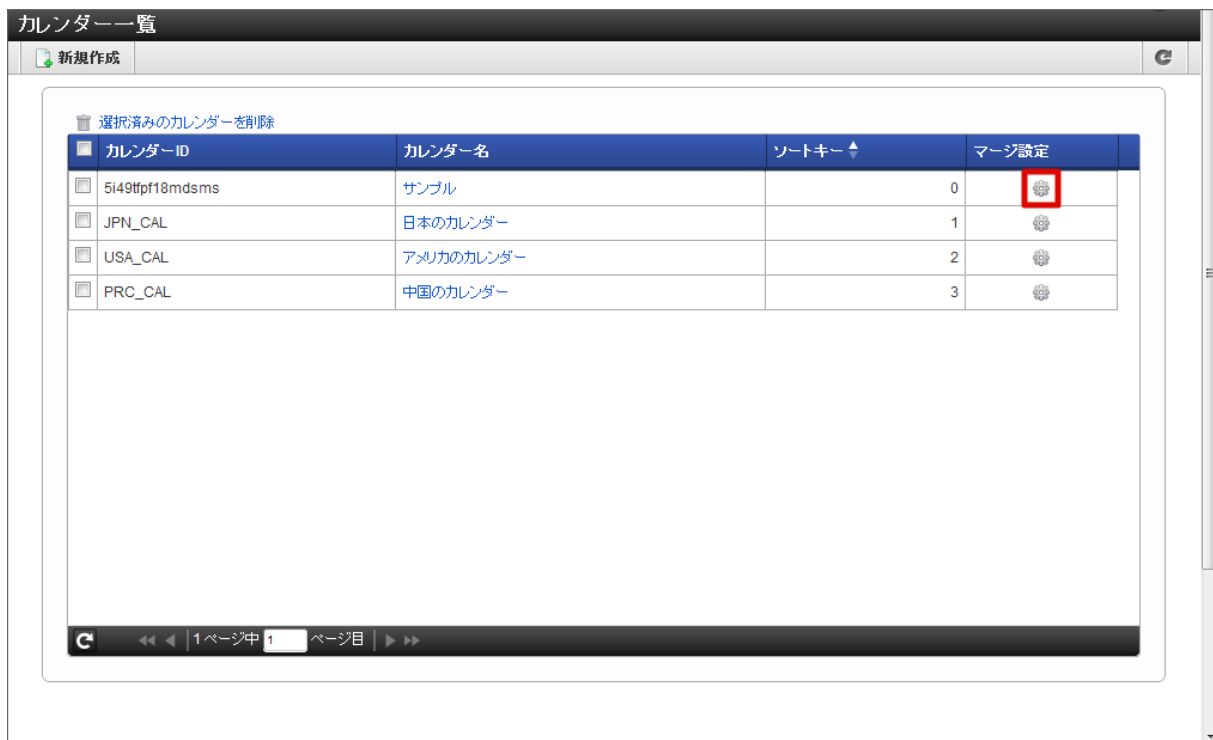 カレンダー一覧
新規作成
選択済みのカレンダーを削除
カレンダーID カレンダー名 ソートキー マージ設定
5i49tfpf18mdsms サンプル 0
JPN_CAL 日本のカレンダー 1
USA_CAL アメリカのカレンダー 2
PRC_CAL 中国のカレンダー 3
1ページ中 1 ページ目